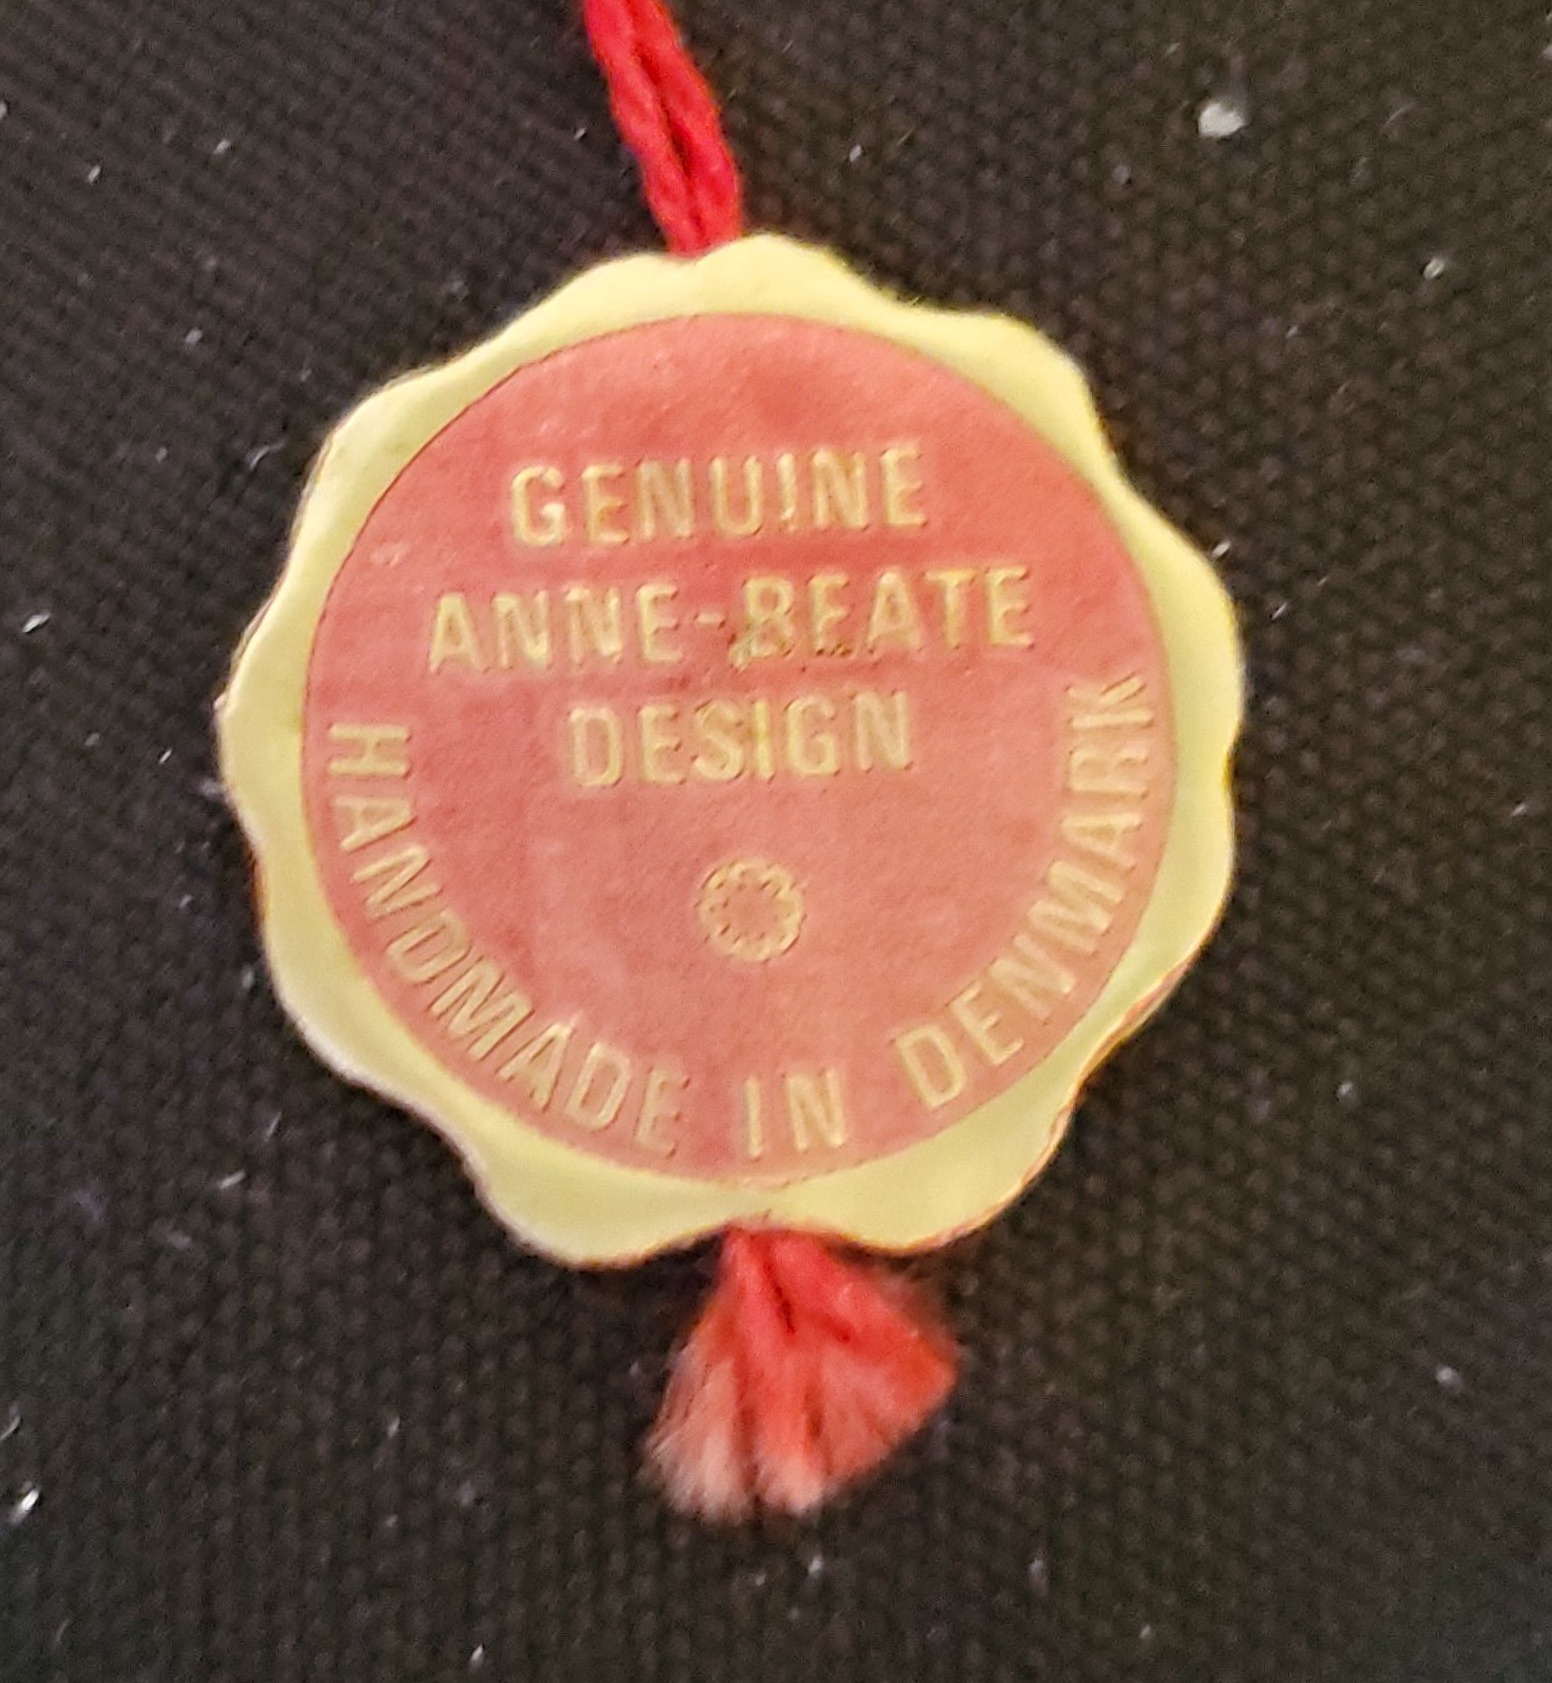 GENUINE
ANNE-BEATE
DESIGN
HANDMADE IN DENMARK